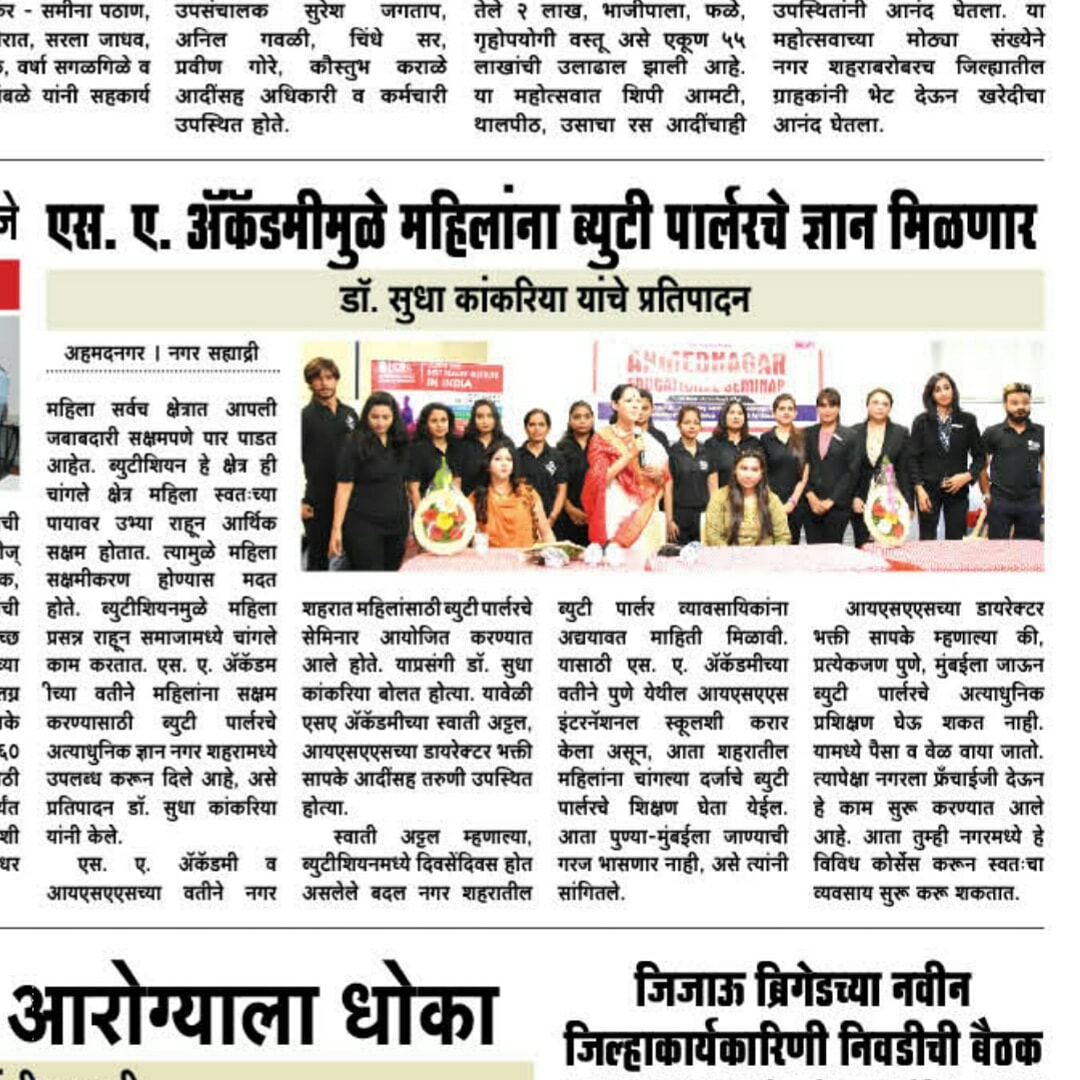 कर - समीना पठाण,
रात, सरला जाधव,
वर्षा सगळगिळे व
यांनी सहकार्य
उपसंचालक सुरेश जगताप,
अनिल गवळी, चिंधे सर,
प्रवीण गोरे, कौस्तुभ कराळे
आदींसह अधिकारी व कर्मचारी
उपस्थित होते.
तेले २ लाख, भाजीपाला, फळे,
गृहोपयोगी वस्तू असे एकूण ५५
लाखांची उलाढाल झाली आहे.
या महोत्सवात शिपी आमटी,
थालपीठ, उसाचा रस आदींचाही
उपस्थितांनी आनंद घेतला. या
महोत्सवाच्या मोठ्या संख्येने
नगर शहराबरोबरच जिल्ह्यातील
ग्राहकांनी भेट देऊन खरेदीचा
आनंद घेतला.
एस. ए. ॲकॅडमीमुळे महिलांना ब्युटी पार्लरचे ज्ञान मिळणार
डॉ. सुधा कांकरिया यांचे प्रतिपादन
अहमदनगर । नगर सह्याद्री
महिला सर्वच क्षेत्रात आपली
जबाबदारी सक्षमपणे पार पाडत
आहेत. ब्युटीशियन हे क्षेत्र ही
चांगले क्षेत्र महिला स्वतःच्या
पायावर उभ्या राहून आर्थिक
सक्षम होतात. त्यामुळे महिला
सक्षमीकरण होण्यास मदत
होते. ब्युटीशियनमुळे महिला
प्रसन्न राहून समाजामध्ये चांगले
काम करतात. एस. ए. ॲकॅडम
ीच्या वतीने महिलांना सक्षम
करण्यासाठी ब्युटी पार्लरचे
अत्याधुनिक ज्ञान नगर शहरामध्ये
उपलब्ध करून दिले आहे, असे
प्रतिपादन डॉ. सुधा कांकरिया
यांनी केले.
एस. ए. ॲकॅडमी व
आयएसएएसच्या वतीने नगर
BEST BEAUTY INSTITUTE
IN INDIA
AHMEDNAGAR
EDUCATIONAL SEMINAR
शहरात महिलांसाठी ब्युटी पार्लरचे
सेमिनार आयोजित करण्यात
आले होते. याप्रसंगी डॉ. सुधा
कांकरिया बोलत होत्या. यावेळी
एसए ॲकॅडमीच्या स्वाती अट्टल,
आयएसएएसच्या डायरेक्टर भक्ती
सापके आदींसह तरुणी उपस्थित
होत्या.
स्वाती अट्टल म्हणाल्या,
ब्युटीशियनमध्ये दिवसेंदिवस होत
असलेले बदल नगर शहरातील
ब्युटी पार्लर व्यावसायिकांना
अद्ययावत माहिती मिळावी.
यासाठी एस. ए. ॲकॅडमीच्या
वतीने पुणे येथील आयएसएएस
इंटरनॅशनल स्कूलशी करार
केला असून, आता शहरातील
महिलांना चांगल्या दर्जाचे ब्युटी
पार्लरचे शिक्षण घेता येईल.
आता पुण्या-मुंबईला जाण्याची
गरज भासणार नाही, असे त्यांनी
सांगितले.
आयएसएएसच्या डायरेक्टर
भक्ती सापके म्हणाल्या की,
प्रत्येकजण पुणे, मुंबईला जाऊन
ब्युटी पार्लरचे अत्याधुनिक
प्रशिक्षण घेऊ शकत नाही.
यामध्ये पैसा व वेळ वाया जातो.
त्यापेक्षा नगरला फ्रँचाईजी देऊन
हे काम सुरू करण्यात आले
आहे. आता तुम्ही नगरमध्ये हे
विविध कोर्सेस करून स्वतःचा
व्यवसाय सुरू करू शकतात.
आरोग्याला धोका
जिजाऊ ब्रिगेडच्या नवीन
जिल्हाकार्यकारिणी निवडीची बैठक